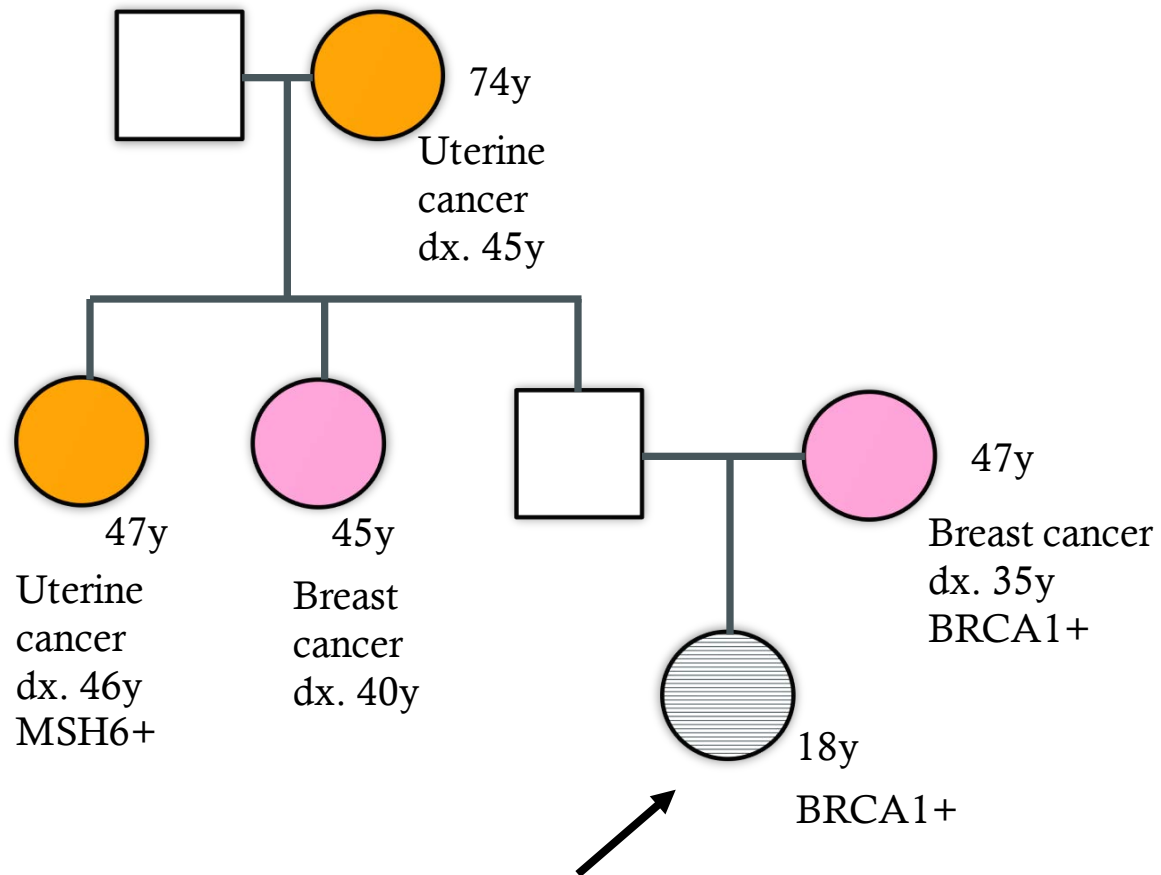 74y
Uterine
cancer
dx. 45y
47y
Uterine
cancer
dx. 46y
MSH6+
45y
Breast
cancer
dx. 40y
47y
Breast cancer
dx. 35y
BRCA1+
18y
BRCA1+